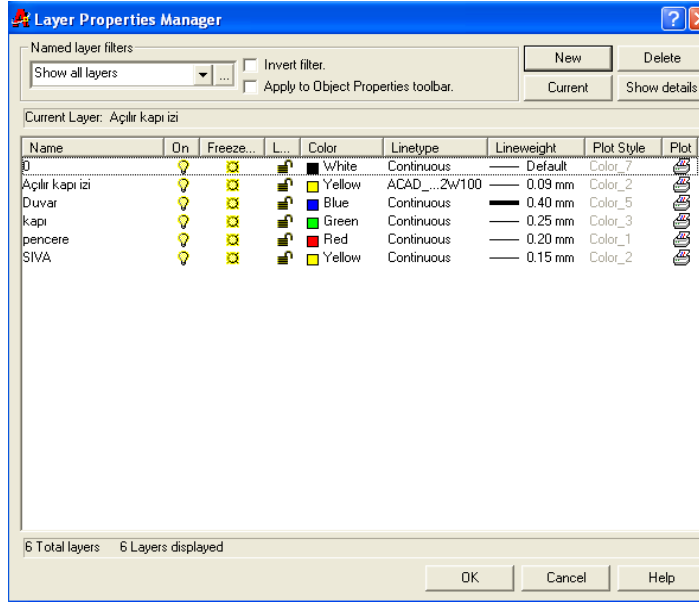 Layer Properties Manager
Named layer filters
Show all layers
...
Invert filter.
Apply to Object Properties toolbar.
New
Delete
Current
Show details
Current Layer: Açılır kapı izi
Name On Freeze... L... Color Linetype Lineweight Plot Style Plot
0 White Continuous Default Color_7
Açılır kapı izi Yellow ACAD_...2W100 0.09 mm Color_2
Duvar Blue Continuous 0.40 mm Color_5
kapı Green Continuous 0.25 mm Color_3
pencere Red Continuous 0.20 mm Color_1
SIVA Yellow Continuous 0.15 mm Color_2
6 Total layers 6 Layers displayed
OK Cancel Help